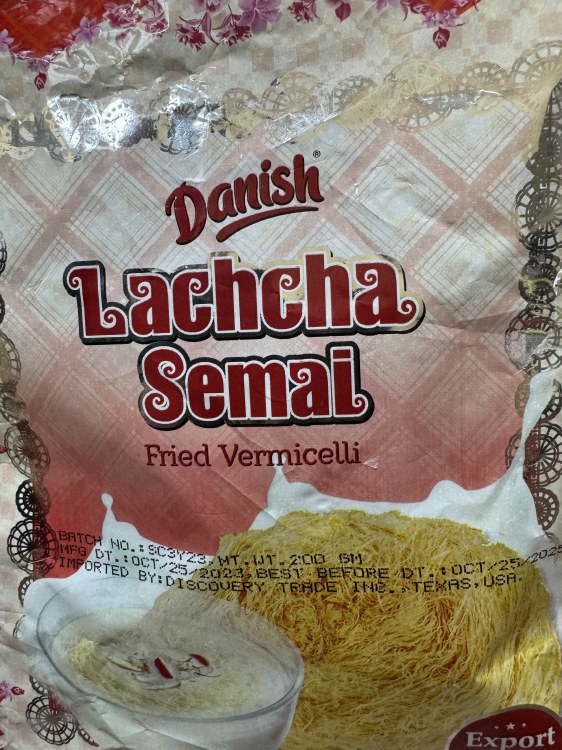 Danish®
Lachcha
Semai
Fried Vermicelli
BATCH NO.:SC3Y23, WT.WT.200 GM
MFG DT.:OCT/25/2023, BEST BEFORE DT.:OCT/25/2025
IMPORTED BY:DISCOVERY TRADE INC.,TEXAS,USA.
Export